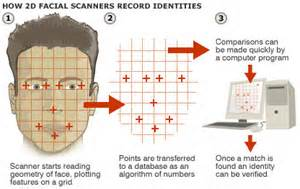 HOW 2D FACIAL SCANNERS RECORD IDENTITIES
1
Scanner starts reading
geometry of face, plotting
features on a grid
2
Points are transferred
to a database as an
algorithm of numbers
3
Comparisons can
be made quickly by
a computer program
Once a match is
found an identity
can be verified